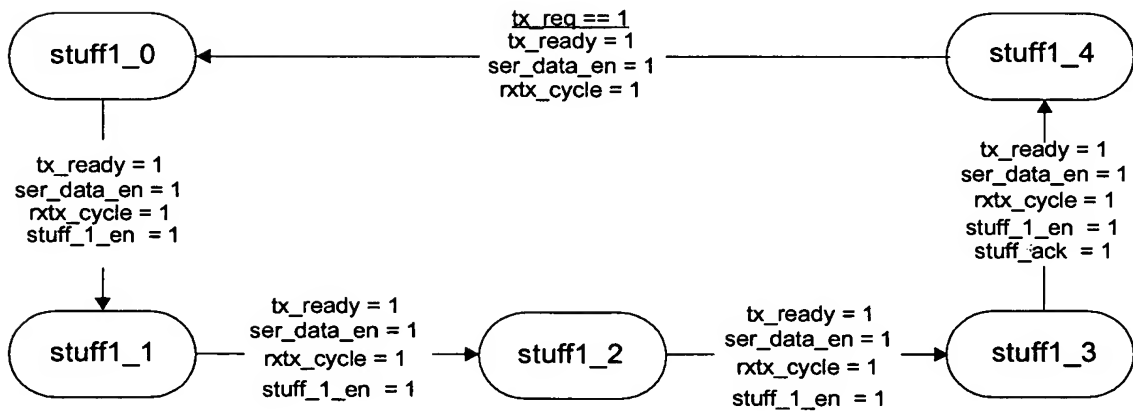 stuff1_0
tx_req == 1
tx_ready = 1
ser_data_en = 1
rxtx_cycle = 1
stuff1_4
tx_ready = 1
ser_data_en = 1
rxtx_cycle = 1
stuff_1_en = 1
tx_ready = 1
ser_data_en = 1
rxtx_cycle = 1
stuff_1_en = 1
stuff_ack = 1
stuff1_1
tx_ready = 1
ser_data_en = 1
rxtx_cycle = 1
stuff_1_en = 1
stuff1_2
tx_ready = 1
ser_data_en = 1
rxtx_cycle = 1
stuff_1_en = 1
stuff1_3